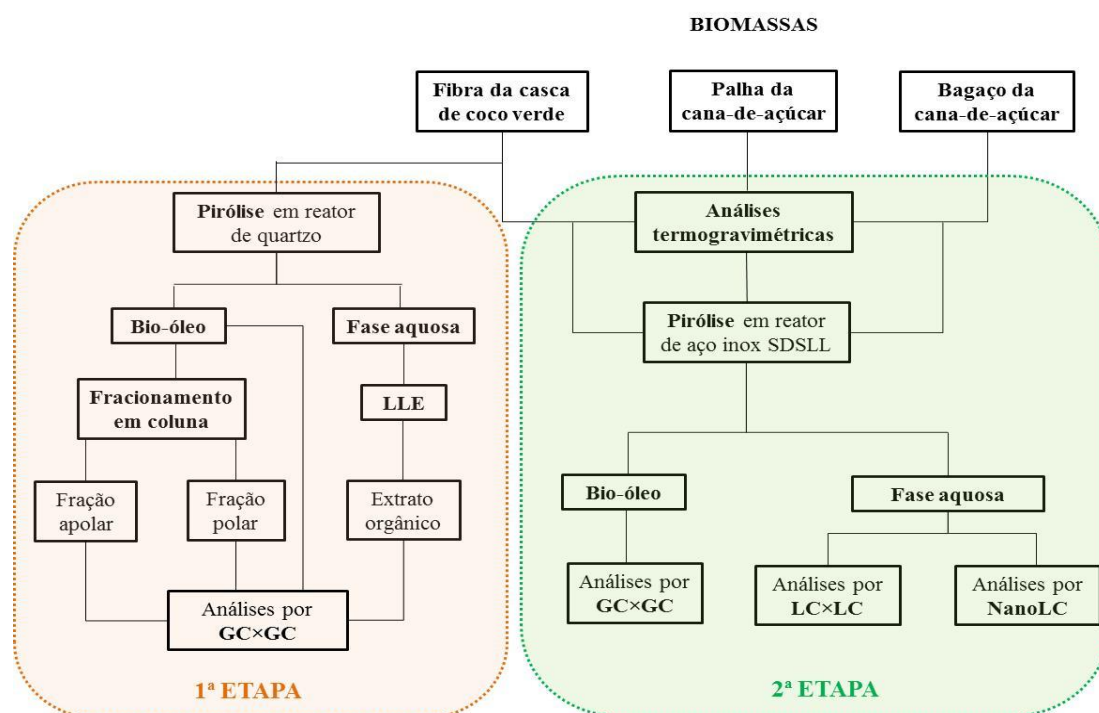 BIOMASSAS
Fibra da casca
de coco verde
Palha da
cana-de-açúcar
Bagaço da
cana-de-açúcar
Pirólise em reator
de quartzo
Bio-óleo
Fase aquosa
Fracionamento
em coluna
LLE
Fração
apolar
Fração
polar
Extrato
orgânico
Análises por
GC×GC
1ª ETAPA
Análises
termogravimétricas
Pirólise em reator
de aço inox SDSLL
Bio-óleo
Fase aquosa
Análises por
GC×GC
Análises por
LC×LC
Análises por
NanoLC
2ª ETAPA